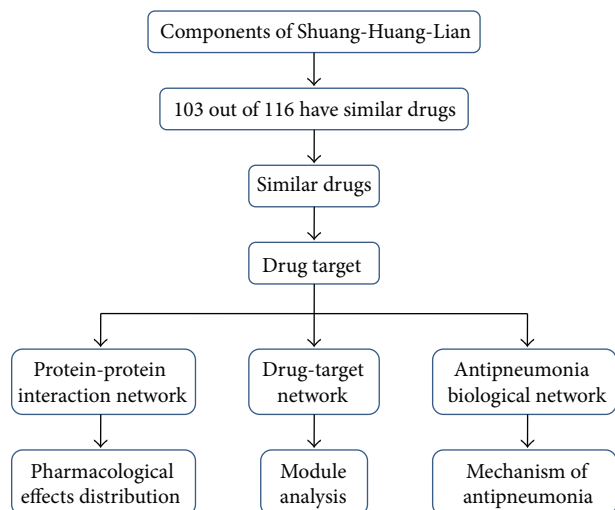 Components of Shuang-Huang-Lian
103 out of 116 have similar drugs
Similar drugs
Drug target
Protein-protein
interaction network
Drug-target
network
Antipneumonia
biological network
Pharmacological
effects distribution
Module
analysis
Mechanism of
antipneumonia